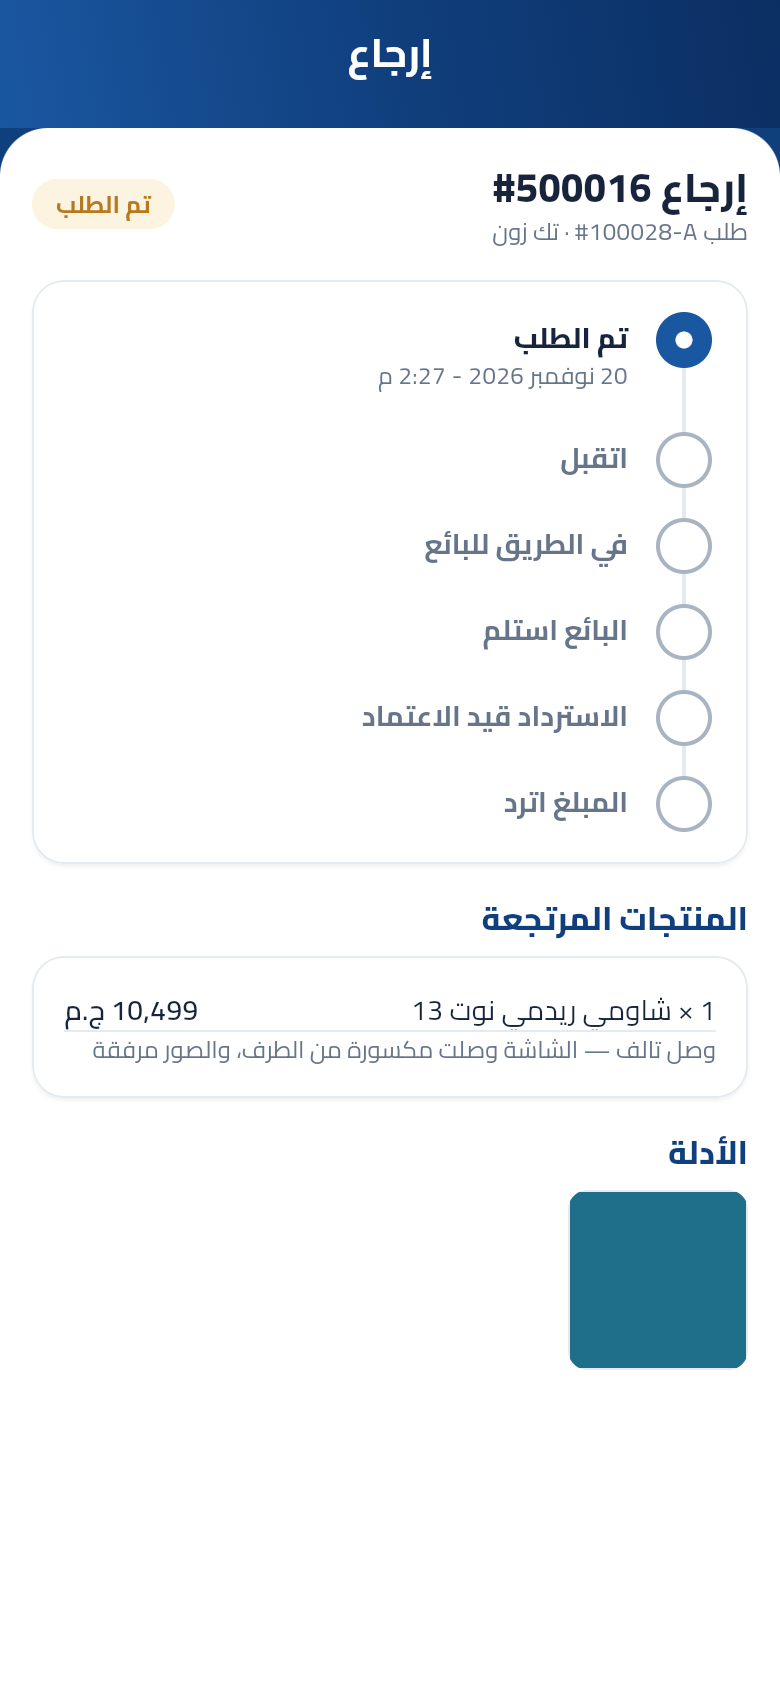 إرجاع
إرجاع #500016
تم الطلب
طلب #100028-A · تك زون
تم الطلب
20 نوفمبر 2026 - 2:27 م
اتقبل
في الطريق للبائع
البائع استلم
الاسترداد قيد الاعتماد
المبلغ اترد
المنتجات المرتجعة
1 × شاومي ريدمي نوت 13
10,499 ج.م
وصل تالف — الشاشة وصلت مكسورة من الطرف، والصور مرفقة
الأدلة